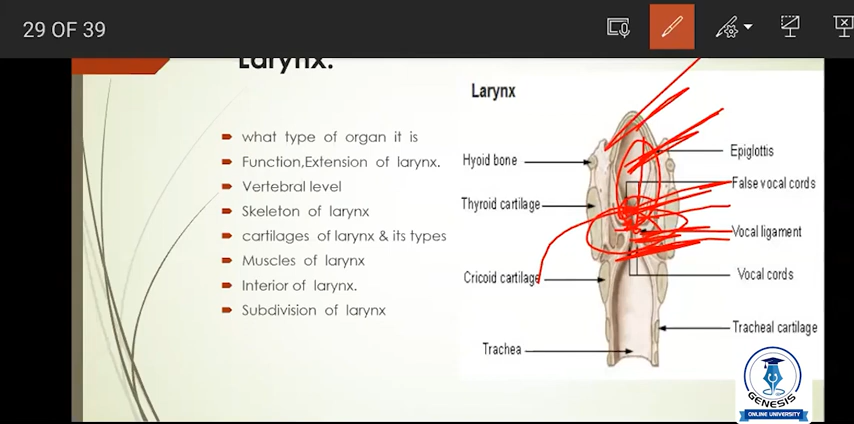 29 OF 39
Larynx.
what type of organ it is
Function,Extension of larynx.
Vertebral level
Skeleton of larynx
cartilages of larynx & its types
Muscles of larynx
Interior of larynx.
Subdivision of larynx
Larynx
Hyoid bone
Epiglottis
False vocal cords
Thyroid cartilage
Vocal ligament
Cricoid cartilage
Vocal cords
Tracheal cartilage
Trachea
GENESIS
ONLINE UNIVERSITY